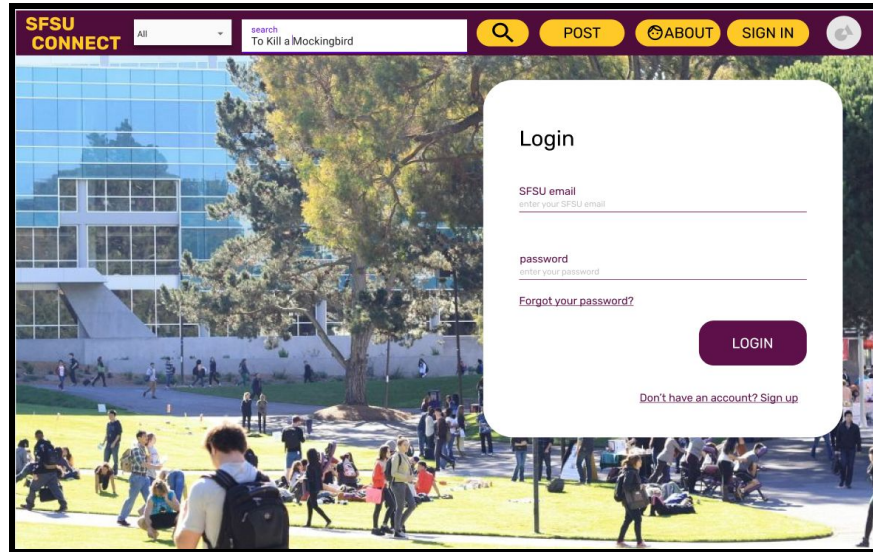 SFSU
CONNECT
All
search
To Kill a Mockingbird
POST
ABOUT
SIGN IN
Login
SFSU email
enter your SFSU email
password
enter your password
Forgot your password?
LOGIN
Don't have an account? Sign up